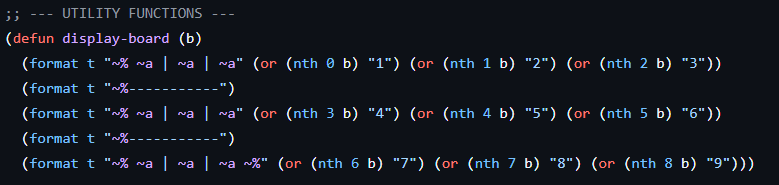 ;; --- UTILITY FUNCTIONS ---
(defun display-board (b)
  (format t "~% ~a | ~a | ~a" (or (nth 0 b) "1") (or (nth 1 b) "2") (or (nth 2 b) "3"))
  (format t "~%-----------")
  (format t "~% ~a | ~a | ~a" (or (nth 3 b) "4") (or (nth 4 b) "5") (or (nth 5 b) "6"))
  (format t "~%-----------")
  (format t "~% ~a | ~a | ~a ~%" (or (nth 6 b) "7") (or (nth 7 b) "8") (or (nth 8 b) "9")))